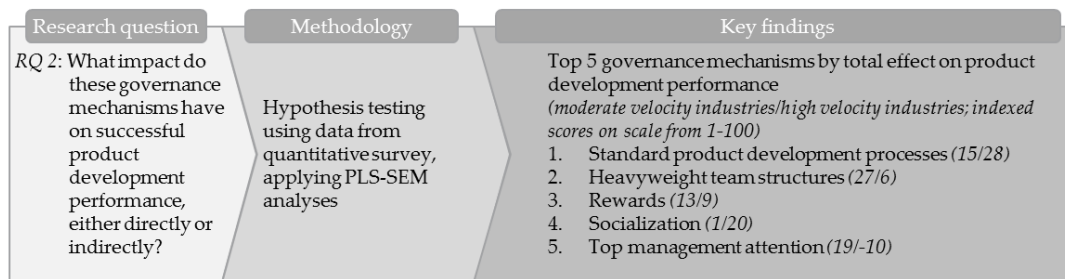 Research question
RQ 2: What impact do
these governance
mechanisms have
on successful
product
development
performance,
either directly or
indirectly?
Methodology
Hypothesis testing
using data from
quantitative survey,
applying PLS-SEM
analyses
Key findings
Top 5 governance mechanisms by total effect on product
development performance
(moderate velocity industries/high velocity industries; indexed
scores on scale from 1-100)
1. Standard product development processes (15/28)
2. Heavyweight team structures (27/6)
3. Rewards (13/9)
4. Socialization (1/20)
5. Top management attention (19/-10)